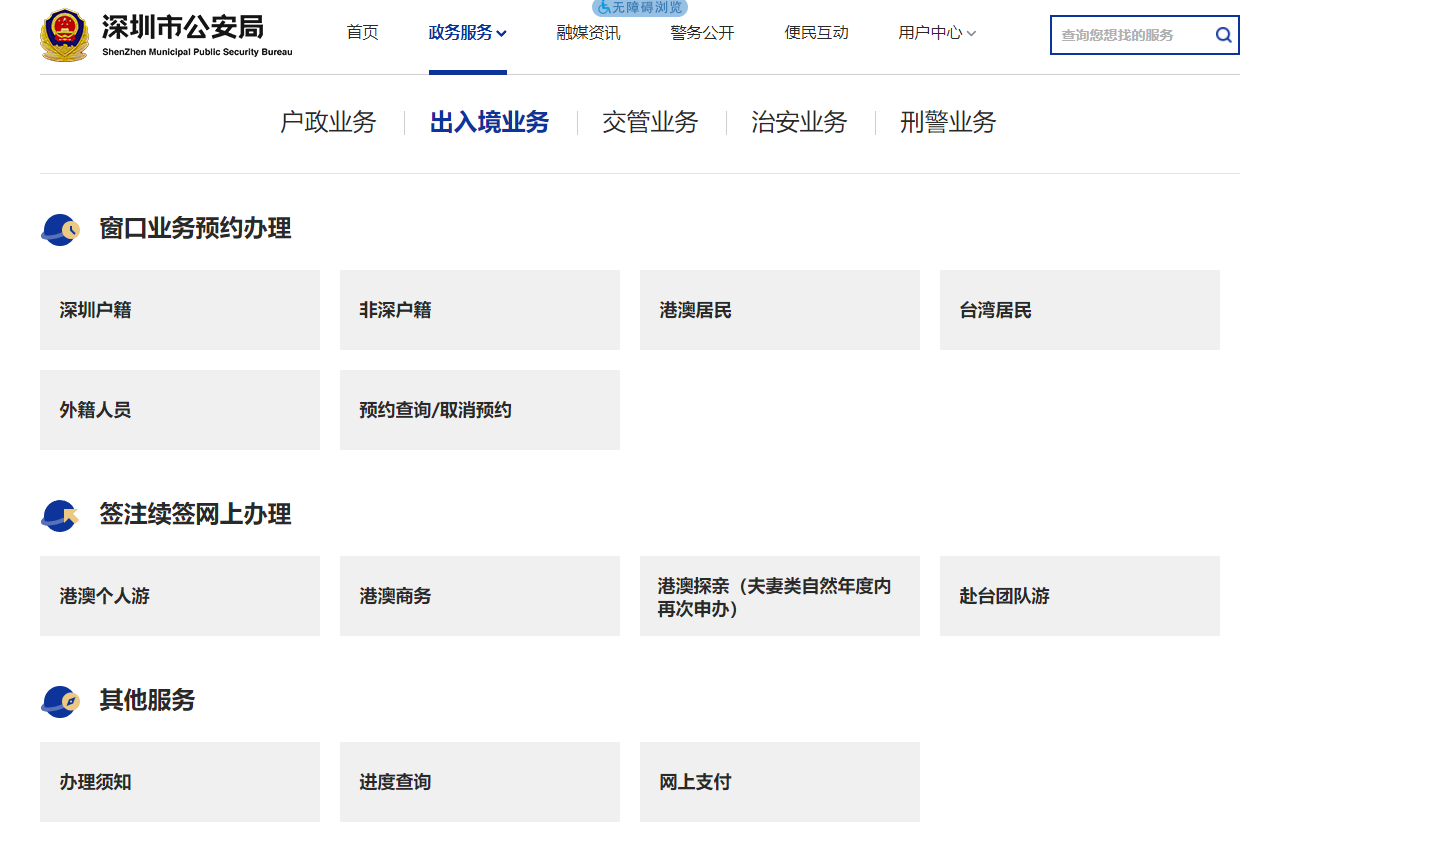 无障碍浏览
深圳市公安局
ShenZhen Municipal Public Security Bureau
首页
政务服务
融媒资讯
警务公开
便民互动
用户中心
查询您想找的服务
户政业务
出入境业务
交管业务
治安业务
刑警业务
窗口业务预约办理
深圳户籍
非深户籍
港澳居民
台湾居民
外籍人员
预约查询/取消预约
签注续签网上办理
港澳个人游
港澳商务
港澳探亲（夫妻类自然年度内
再次申办）
赴台团队游
其他服务
办理须知
进度查询
网上支付